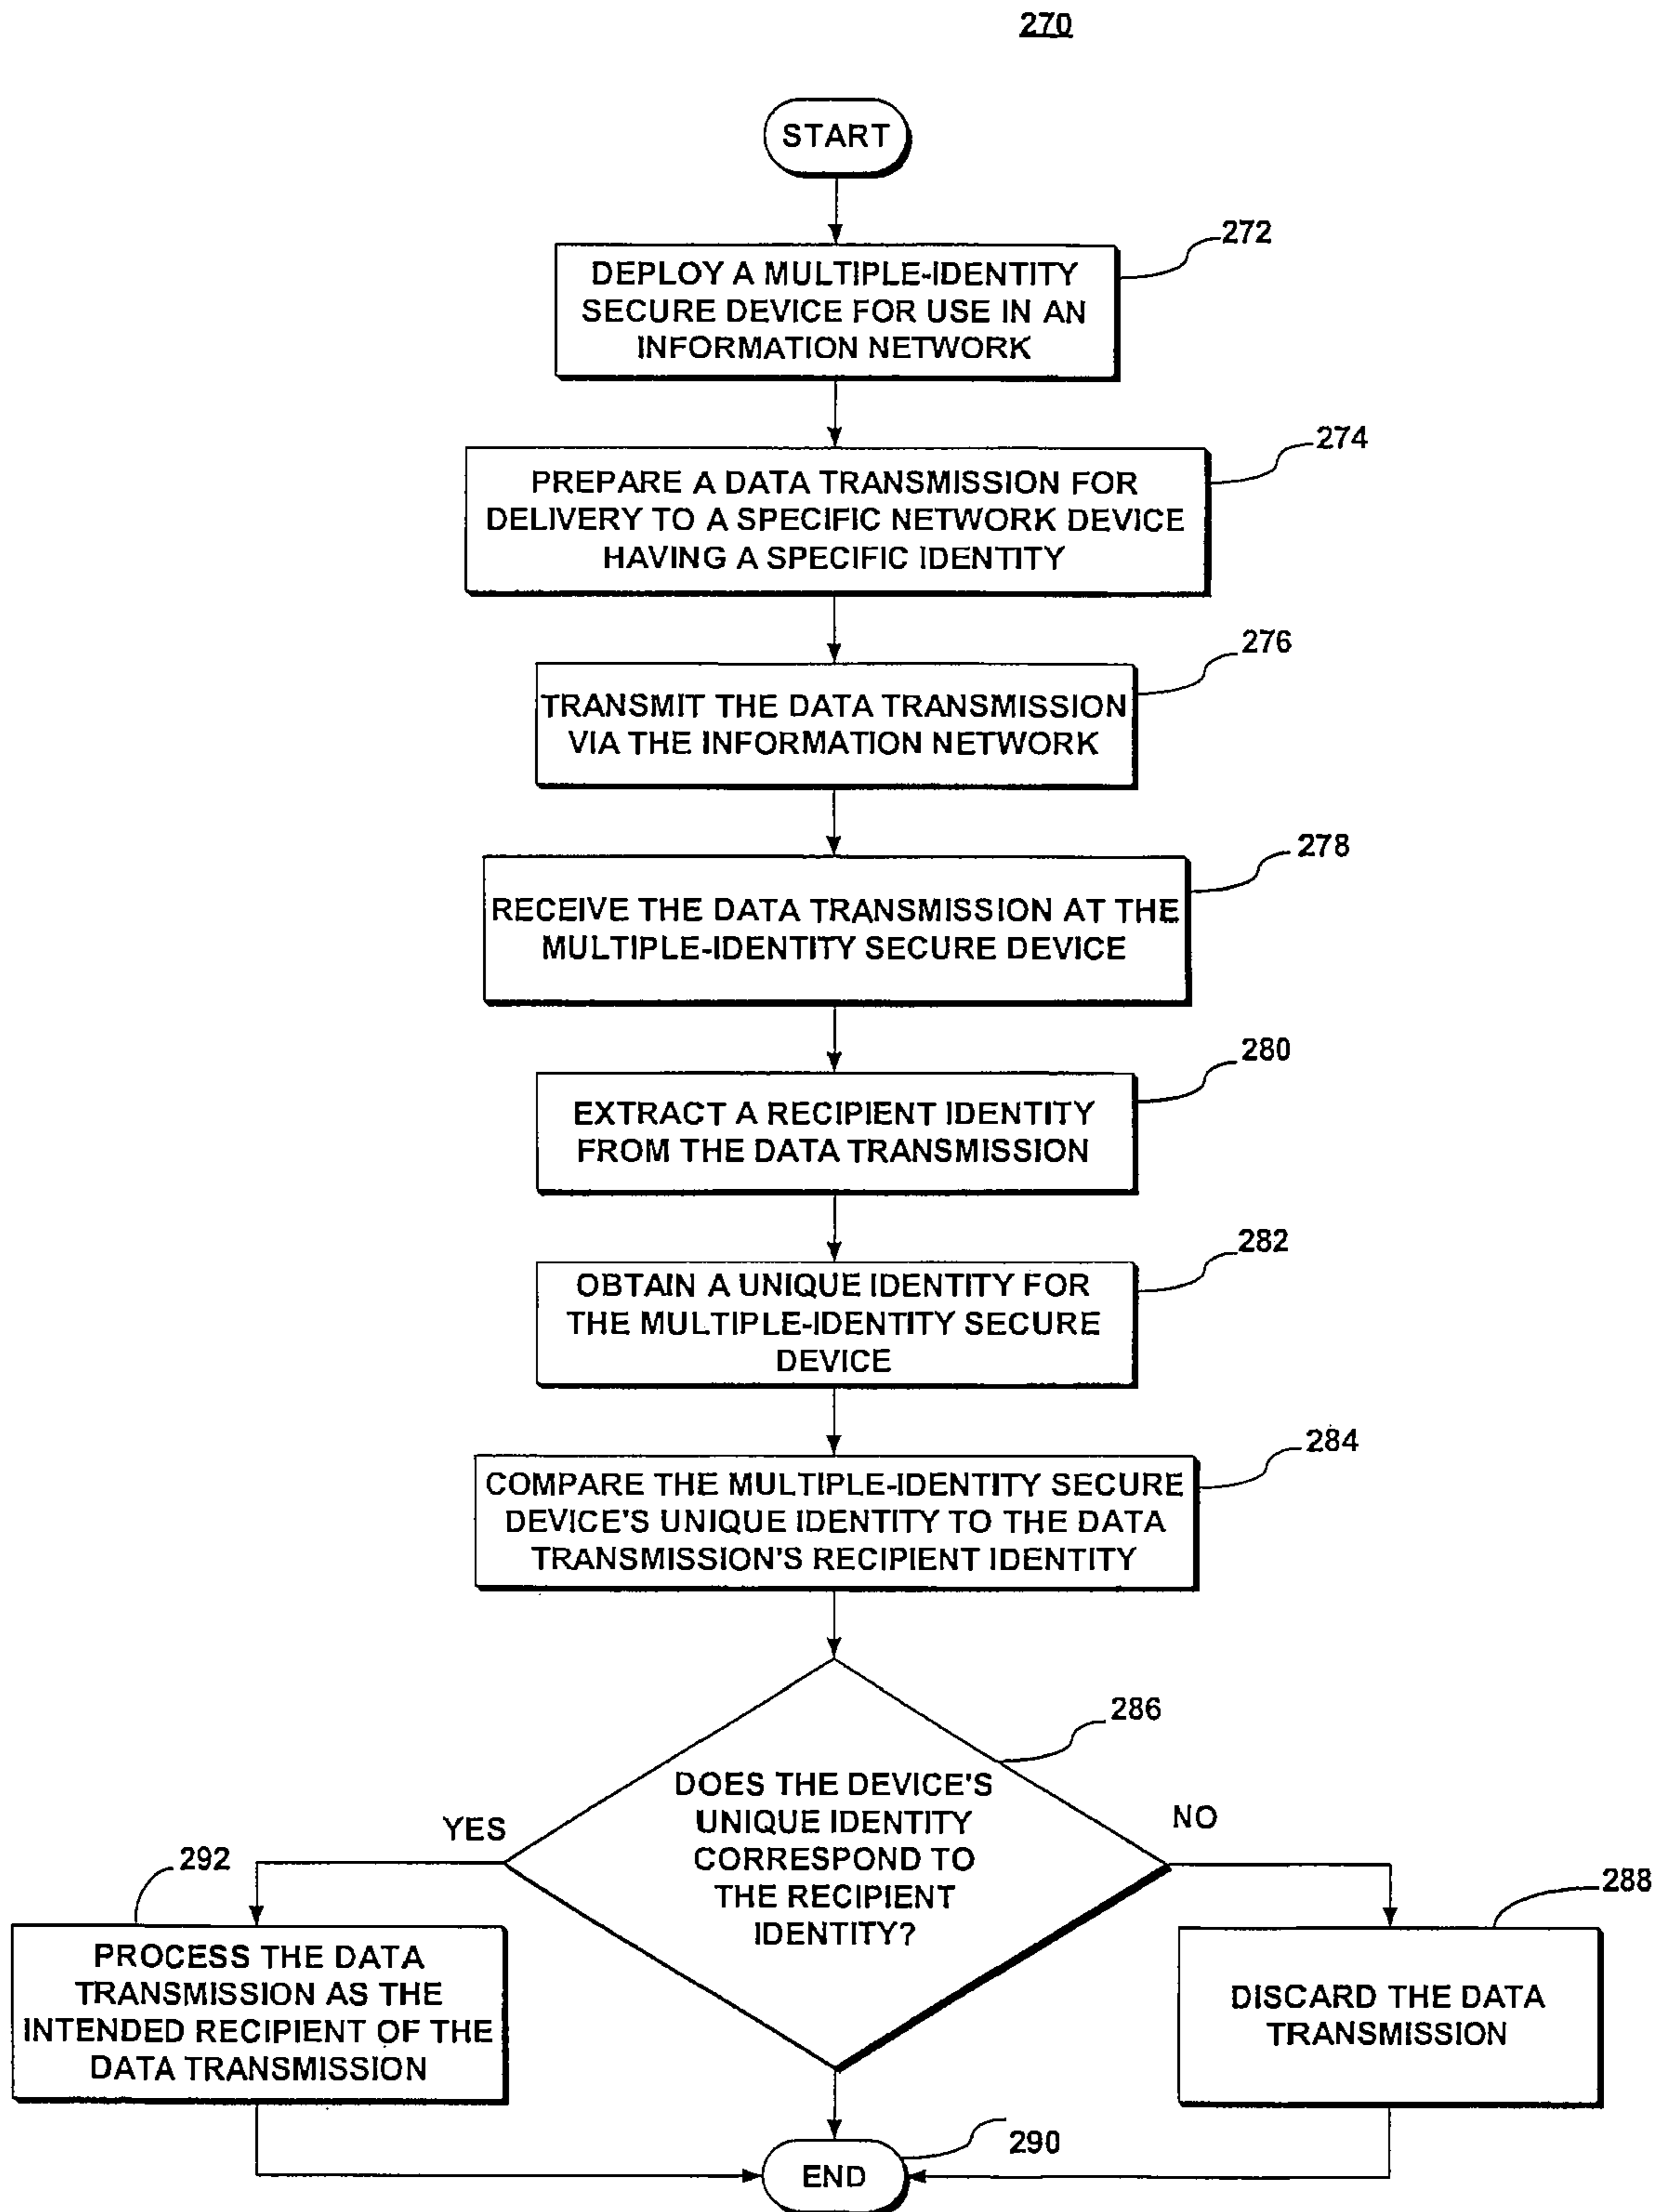 270
START
272
DEPLOY A MULTIPLE-IDENTITY
SECURE DEVICE FOR USE IN AN
INFORMATION NETWORK
274
PREPARE A DATA TRANSMISSION FOR
DELIVERY TO A SPECIFIC NETWORK DEVICE
HAVING A SPECIFIC IDENTITY
276
TRANSMIT THE DATA TRANSMISSION
VIA THE INFORMATION NETWORK
278
RECEIVE THE DATA TRANSMISSION AT THE
MULTIPLE-IDENTITY SECURE DEVICE
280
EXTRACT A RECIPIENT IDENTITY
FROM THE DATA TRANSMISSION
282
OBTAIN A UNIQUE IDENTITY FOR
THE MULTIPLE-IDENTITY SECURE
DEVICE
284
COMPARE THE MULTIPLE-IDENTITY SECURE
DEVICE'S UNIQUE IDENTITY TO THE DATA
TRANSMISSION'S RECIPIENT IDENTITY
286
DOES THE DEVICE'S
UNIQUE IDENTITY
CORRESPOND TO
THE RECIPIENT
IDENTITY?
YES
NO
292
PROCESS THE DATA
TRANSMISSION AS THE
INTENDED RECIPIENT OF THE
DATA TRANSMISSION
288
DISCARD THE DATA
TRANSMISSION
290
END